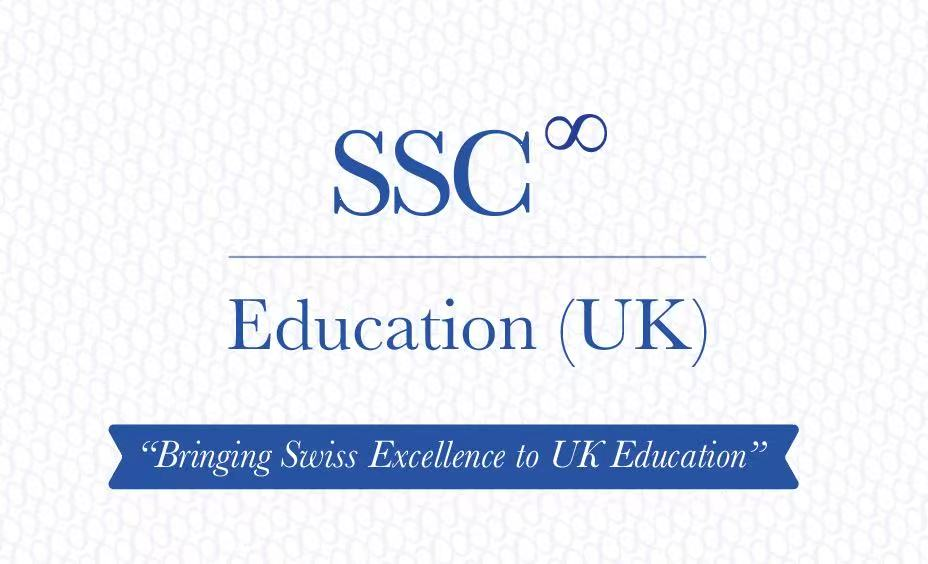 SSC∞
Education (UK)
“Bringing Swiss Excellence to UK Education”